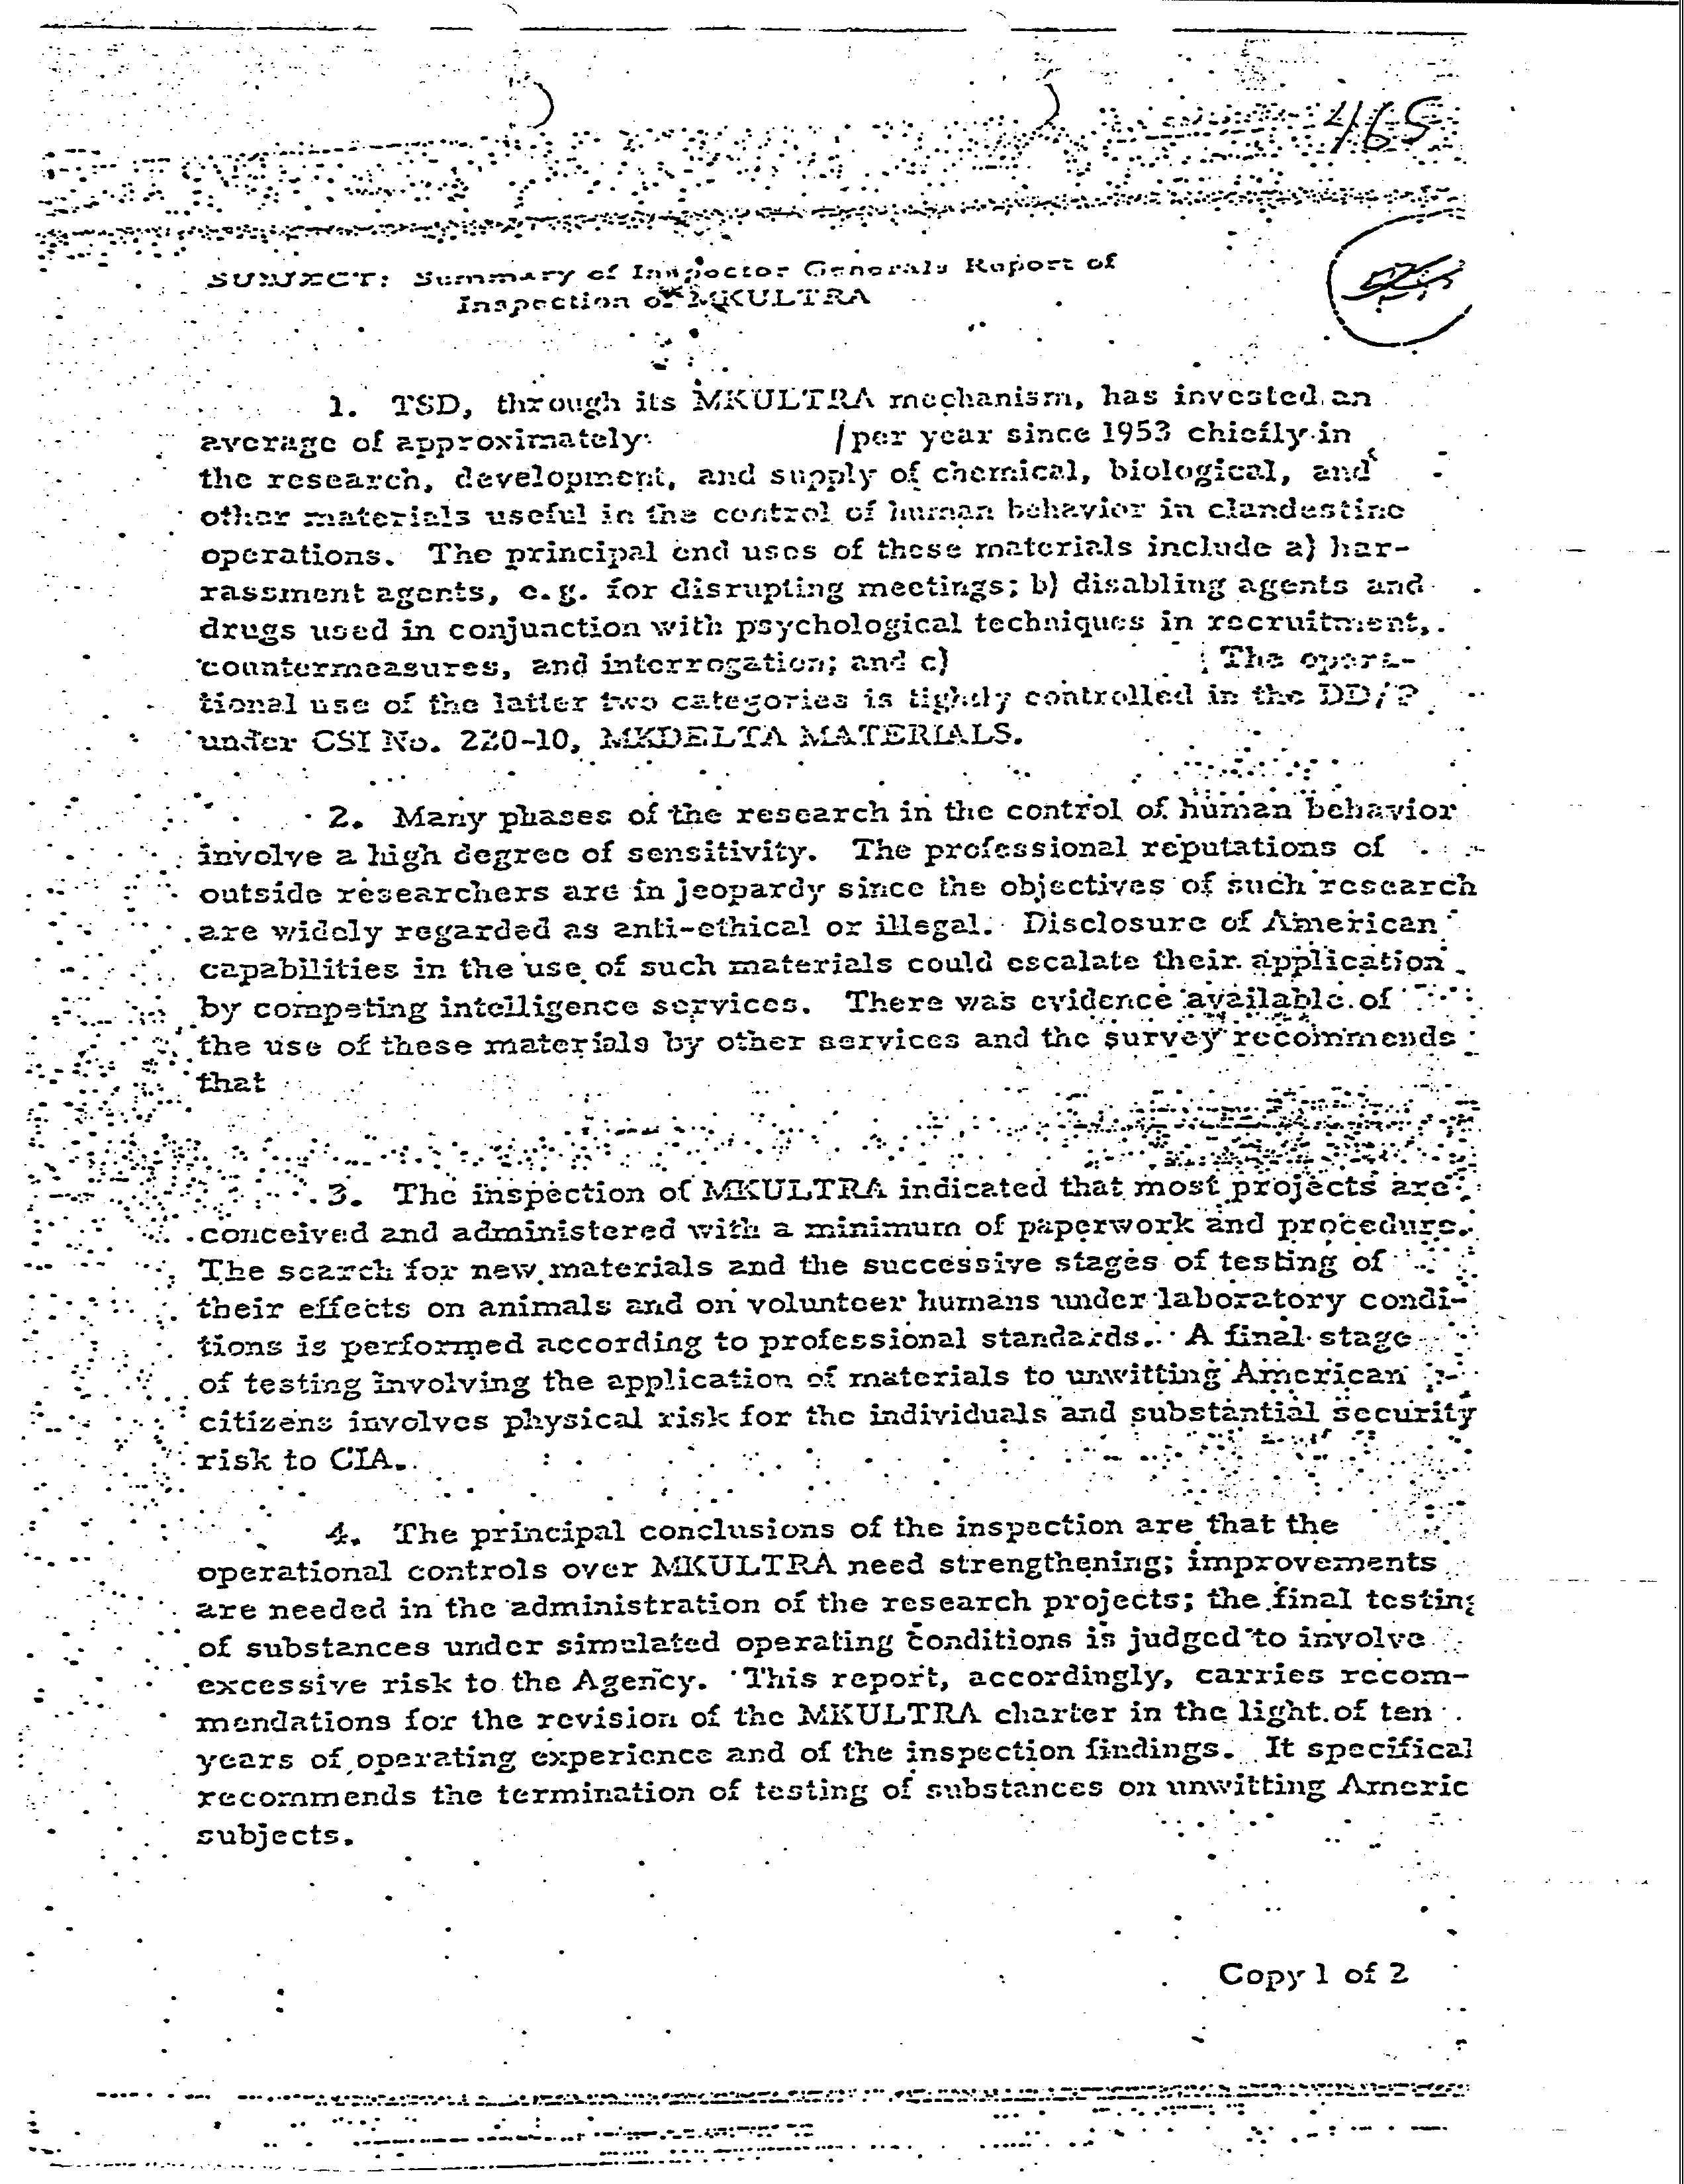 465
SUBJECT: Summary of Inspector Generals Report of
Inspection of MKULTRA
1. TSD, through its MKULTRA mechanism, has invested an
average of approximately /per year since 1953 chiefly in
the research, development, and supply of chemical, biological, and
other materials useful in the control of human behavior in clandestine
operations. The principal end uses of these materials include a) har-
rassment agents, e.g. for disrupting meetings; b) disabling agents and
drugs used in conjunction with psychological techniques in recruitment,
countermeasures, and interrogation; and c) The opera-
tional use of the latter two categories is tightly controlled in the DD/P
under CSI No. 220-10, MKDELTA MATERIALS.
2. Many phases of the research in the control of human behavior
involve a high degree of sensitivity. The professional reputations of
outside researchers are in jeopardy since the objectives of such research
are widely regarded as anti-ethical or illegal. Disclosure of American
capabilities in the use of such materials could escalate their application
by competing intelligence services. There was evidence available of
the use of these materials by other services and the survey recommends
that
3. The inspection of MKULTRA indicated that most projects are
conceived and administered with a minimum of paperwork and procedure.
The search for new materials and the successive stages of testing of
their effects on animals and on volunteer humans under laboratory condi-
tions is performed according to professional standards. A final stage
of testing involving the application of materials to unwitting American
citizens involves physical risk for the individuals and substantial security
risk to CIA.
4. The principal conclusions of the inspection are that the
operational controls over MKULTRA need strengthening; improvements
are needed in the administration of the research projects; the final testing
of substances under simulated operating conditions is judged to involve
excessive risk to the Agency. This report, accordingly, carries recom-
mendations for the revision of the MKULTRA charter in the light of ten
years of operating experience and of the inspection findings. It specifical
recommends the termination of testing of substances on unwitting Americ
subjects.
Copy 1 of 2